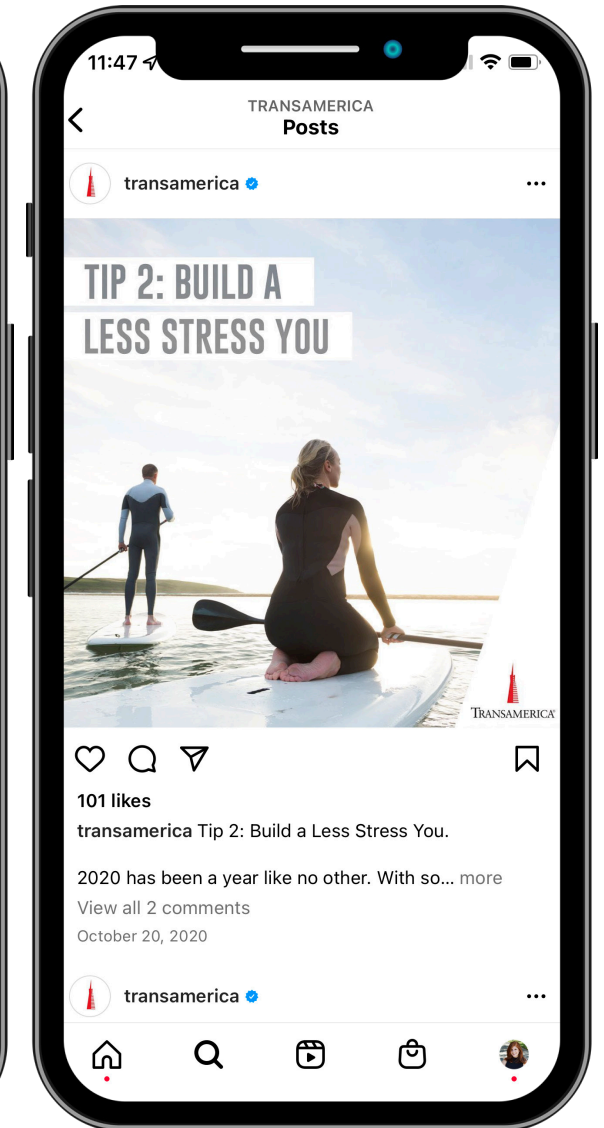 11:47
TRANSAMERICA
Posts
transamerica
TIP 2: BUILD A
LESS STRESS YOU
TRANSAMERICA®
101 likes
transamerica Tip 2: Build a Less Stress You.
2020 has been a year like no other. With so... more
View all 2 comments
October 20, 2020
transamerica